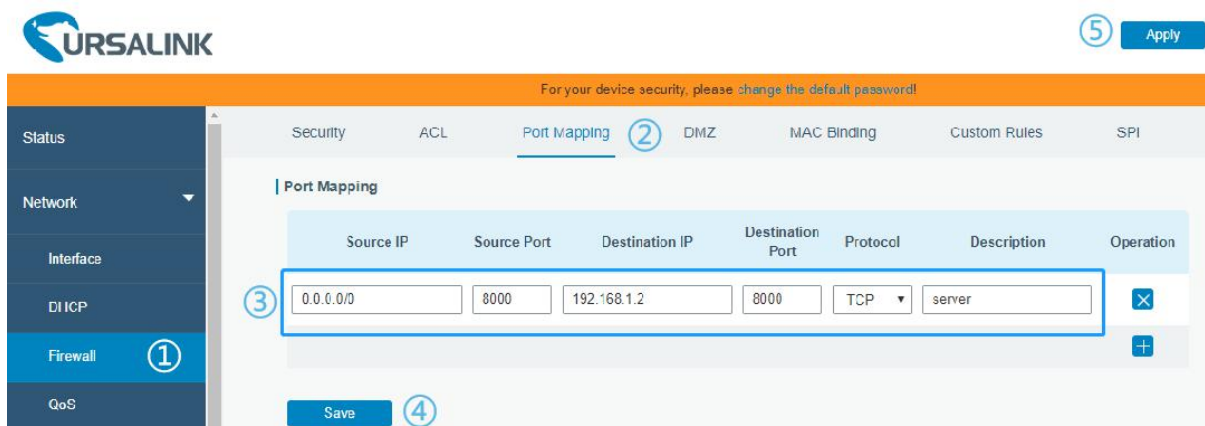 URSALINK
⑤ Apply
For your device security, please change the default password!
Status
Network
Interface
DHCP
Firewall ①
QoS
Security ACL Port Mapping ② DMZ MAC Binding Custom Rules SPI
Port Mapping
Source IP Source Port Destination IP Destination Port Protocol Description Operation
③ 0.0.0.0/0 8000 192.168.1.2 8000 TCP server
Save ④